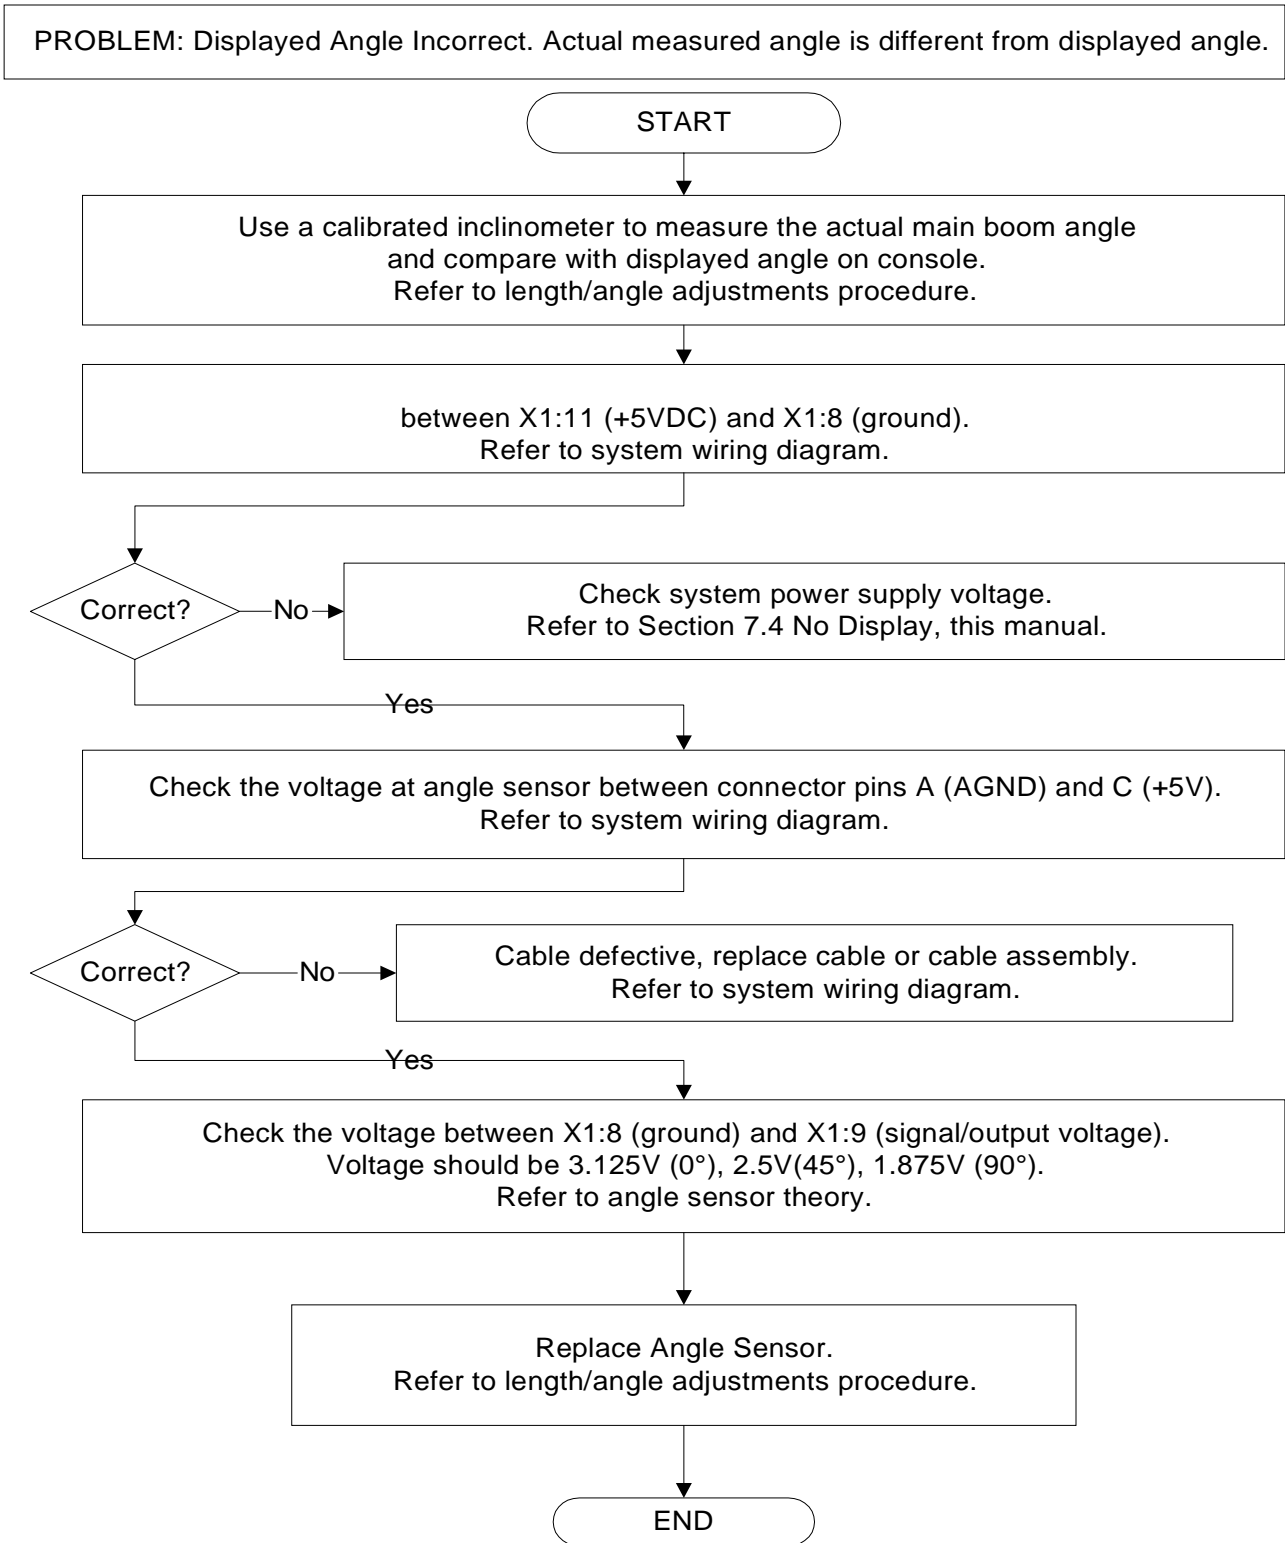 PROBLEM: Displayed Angle Incorrect. Actual measured angle is different from displayed angle.
START
Use a calibrated inclinometer to measure the actual main boom angle
and compare with displayed angle on console.
Refer to length/angle adjustments procedure.
between X1:11 (+5VDC) and X1:8 (ground).
Refer to system wiring diagram.
Correct?
No
Check system power supply voltage.
Refer to Section 7.4 No Display, this manual.
Yes
Check the voltage at angle sensor between connector pins A (AGND) and C (+5V).
Refer to system wiring diagram.
Correct?
No
Cable defective, replace cable or cable assembly.
Refer to system wiring diagram.
Yes
Check the voltage between X1:8 (ground) and X1:9 (signal/output voltage).
Voltage should be 3.125V (0°), 2.5V(45°), 1.875V (90°).
Refer to angle sensor theory.
Replace Angle Sensor.
Refer to length/angle adjustments procedure.
END